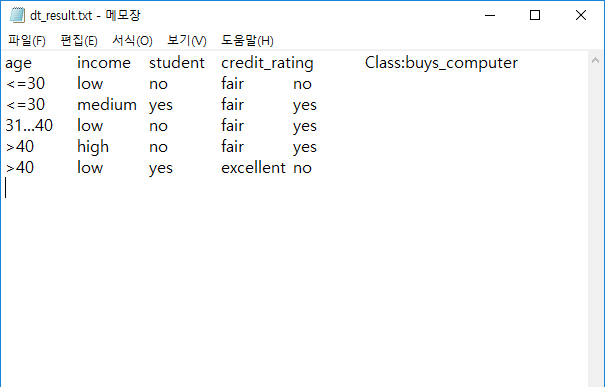 dt_result.txt - 메모장
파일(F) 편집(E) 서식(O) 보기(V) 도움말(H)
age income student credit_rating Class:buys_computer
<=30 low no fair no
<=30 medium yes fair yes
31...40 low no fair yes
>40 high no fair yes
>40 low yes excellent no